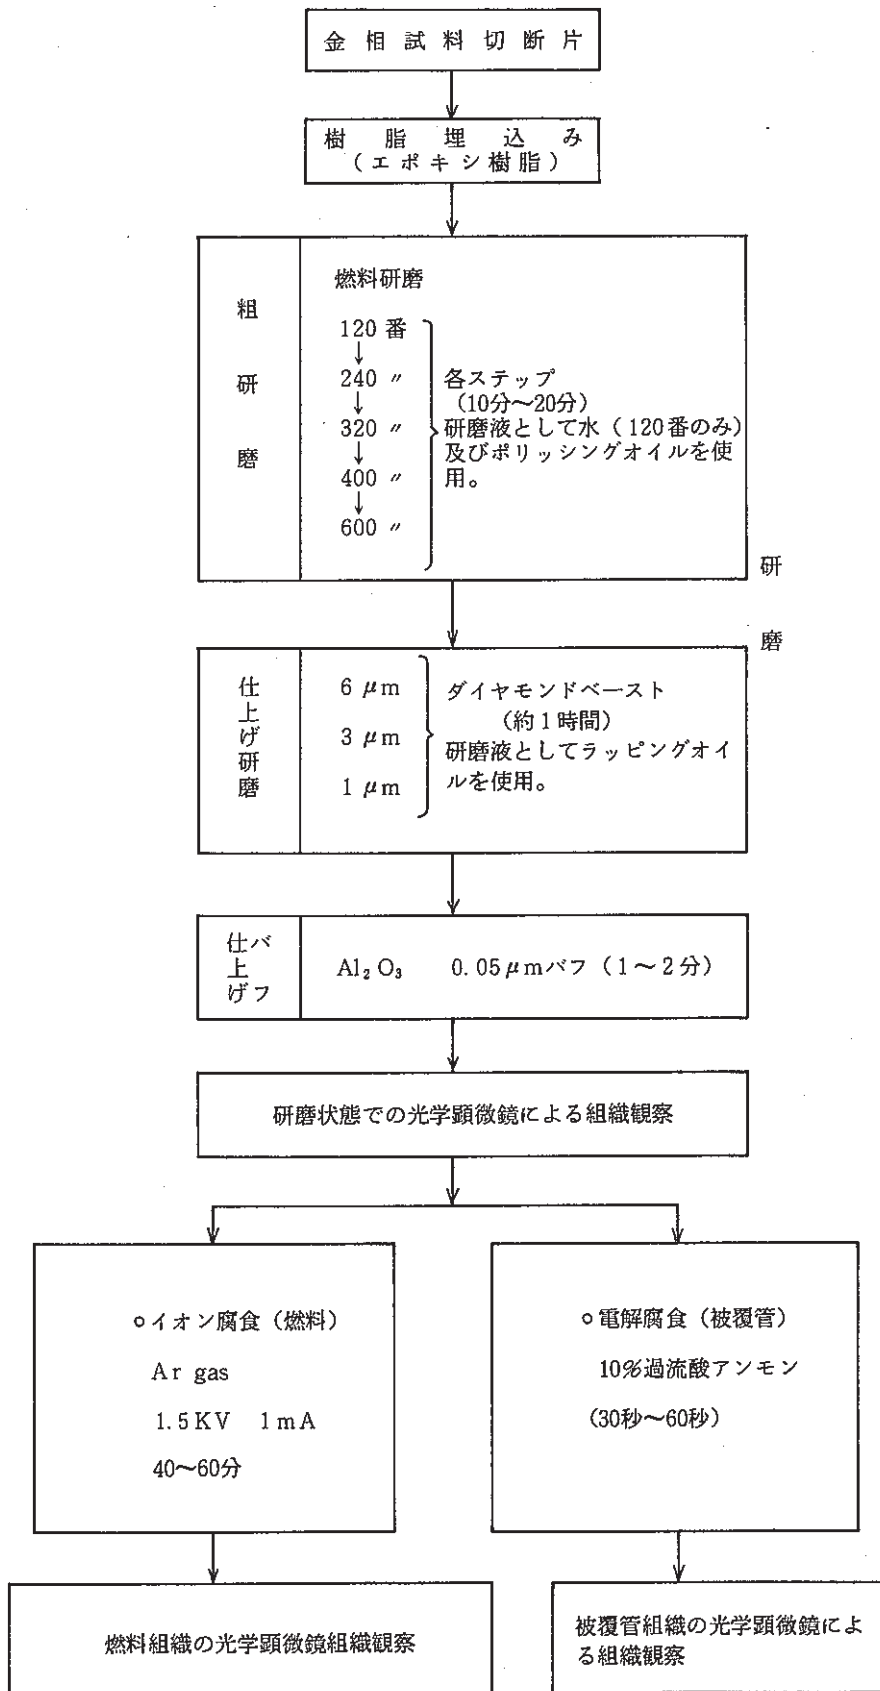 金相試料切断片
樹脂埋込み
(エポキシ樹脂)
粗研磨
燃料研磨
120 番
↓
240 〃
↓
320 〃
↓
400 〃
↓
600 〃
各ステップ
(10分～20分)
研磨液として水(120番のみ)
及びポリッシングオイルを使
用。
研磨
仕上げ研磨
6 μm
3 μm
1 μm
ダイヤモンドペースト
(約1時間)
研磨液としてラッピングオイ
ルを使用。
仕上げ
バフ
Al₂O₃ 0.05μmバフ(1～2分)
研磨状態での光学顕微鏡による組織観察
○イオン腐食(燃料)
Ar gas
1.5KV 1mA
40～60分
○電解腐食(被覆管)
10%過流酸アンモン
(30秒～60秒)
燃料組織の光学顕微鏡組織観察
被覆管組織の光学顕微鏡によ
る組織観察